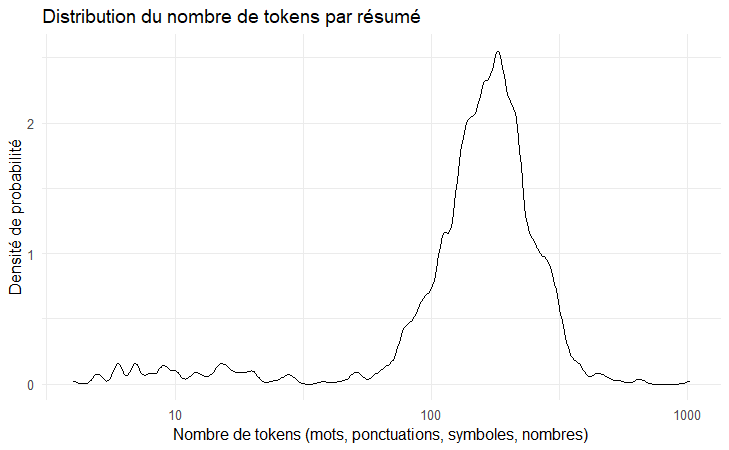 Distribution du nombre de tokens par résumé
Densité de probabilité
2
1
0
10
100
1000
Nombre de tokens (mots, ponctuations, symboles, nombres)